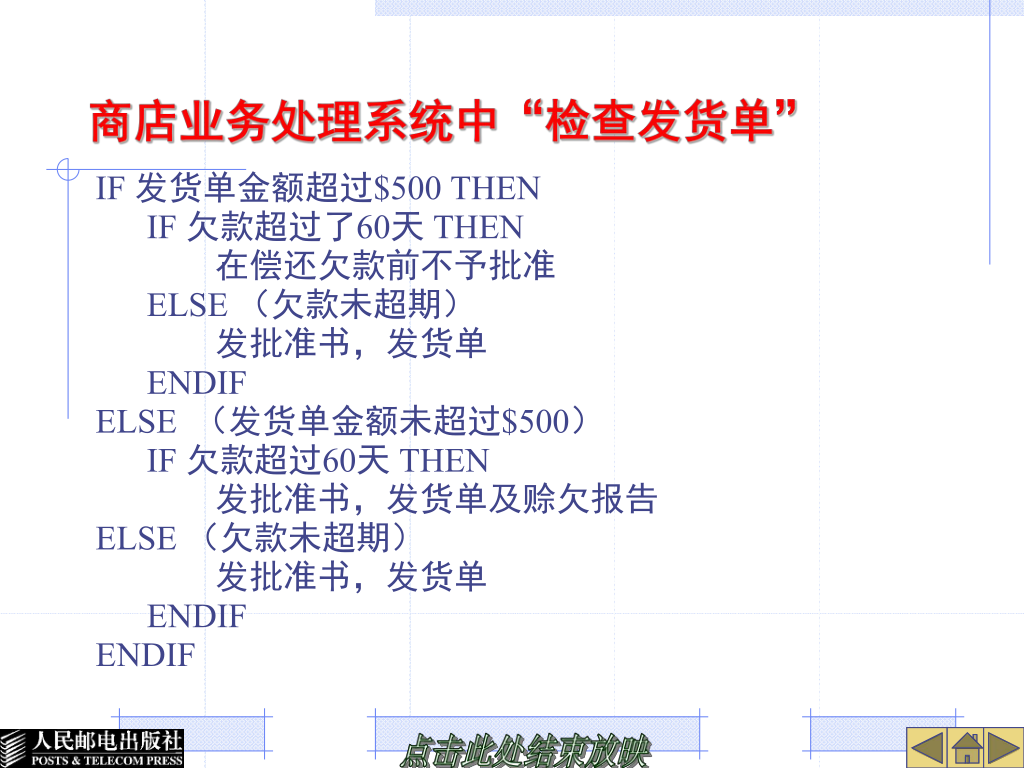 商店业务处理系统中“检查发货单”
IF 发货单金额超过$500 THEN
IF 欠款超过了60天 THEN
在偿还欠款前不予批准
ELSE （欠款未超期）
发批准书，发货单
ENDIF
ELSE （发货单金额未超过$500）
IF 欠款超过60天 THEN
发批准书，发货单及赊欠报告
ELSE （欠款未超期）
发批准书，发货单
ENDIF
ENDIF
人民邮电出版社
POSTS & TELECOM PRESS
点击此处结束放映